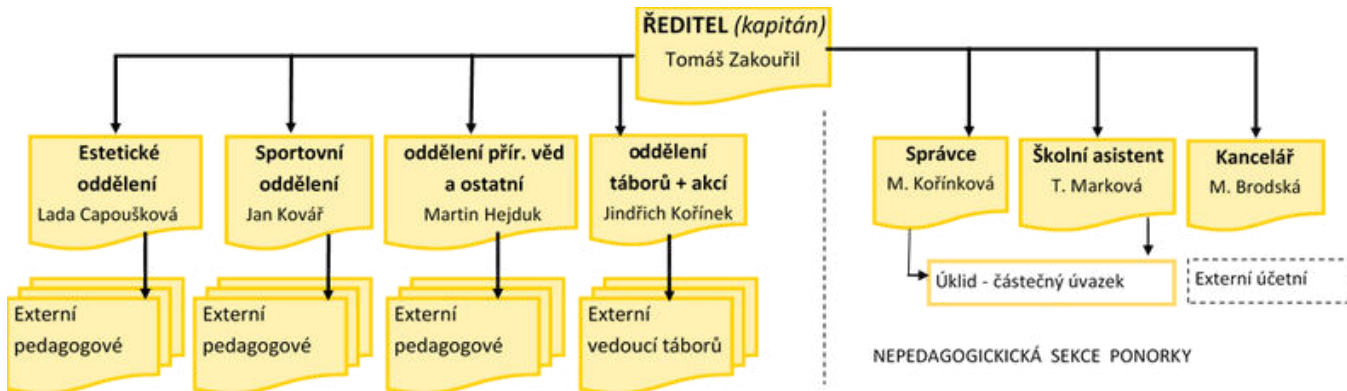 ŘEDITEL (kapitán)
Tomáš Zakouřil
Estetické
oddělení
Lada Capoušková
Sportovní
oddělení
Jan Kovář
oddělení přír. věd
a ostatní
Martin Hejduk
oddělení
táborů + akcí
Jindřich Kořínek
Správce
M. Kořínková
Školní asistent
T. Marková
Kancelář
M. Brodská
Externí
pedagogové
Externí
pedagogové
Externí
pedagogové
Externí
vedoucí táborů
Úklid - částečný úvazek
Externí účetní
NEPEDAGOGICKICKÁ SEKCE PONORKY